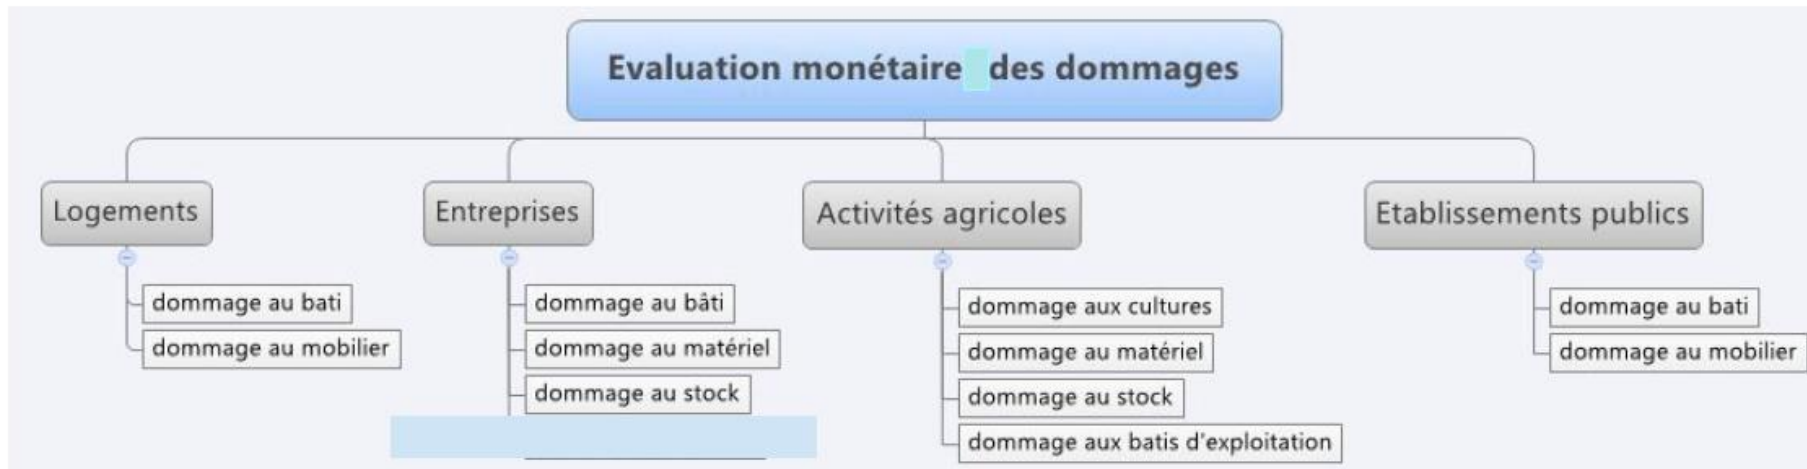 Evaluation monétaire des dommages
Logements
dommage au bati
dommage au mobilier
Entreprises
dommage au bâti
dommage au matériel
dommage au stock
Activités agricoles
dommage aux cultures
dommage au matériel
dommage au stock
dommage aux batis d'exploitation
Etablissements publics
dommage au bati
dommage au mobilier